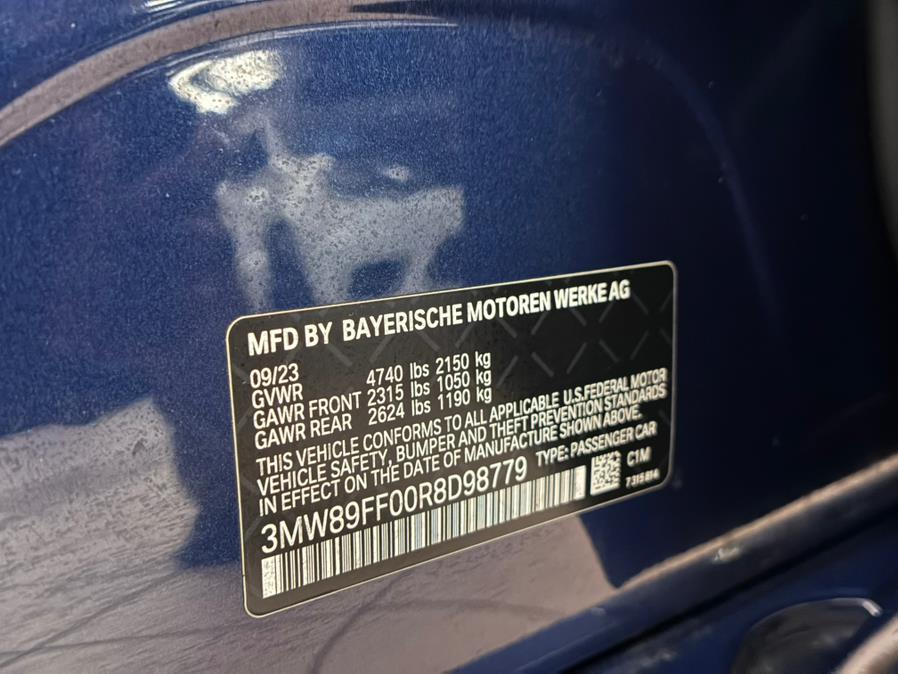 MFD BY BAYERISCHE MOTOREN WERKE AG
09/23
GVWR 4740 lbs 2150 kg
GAWR FRONT 2315 lbs 1050 kg
GAWR REAR 2624 lbs 1190 kg
THIS VEHICLE CONFORMS TO ALL APPLICABLE U.S.FEDERAL MOTOR
VEHICLE SAFETY, BUMPER AND THEFT PREVENTION STANDARDS
IN EFFECT ON THE DATE OF MANUFACTURE SHOWN ABOVE.
3MW89FF00R8D98779 TYPE: PASSENGER CAR
C1M
7315814